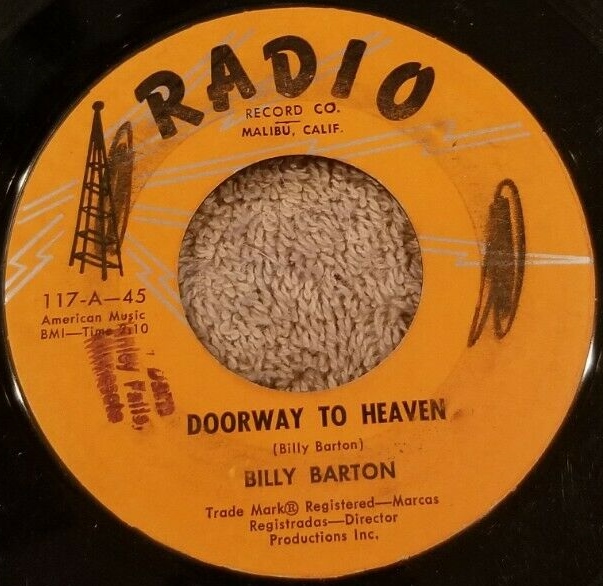 RADIO
RECORD CO.
MALIBU, CALIF.
117-A-45
American Music
BMI—Time 2:10
Falls,
DOORWAY TO HEAVEN
(Billy Barton)
BILLY BARTON
Trade Mark® Registered—Marcas
Registradas—Director
Productions Inc.